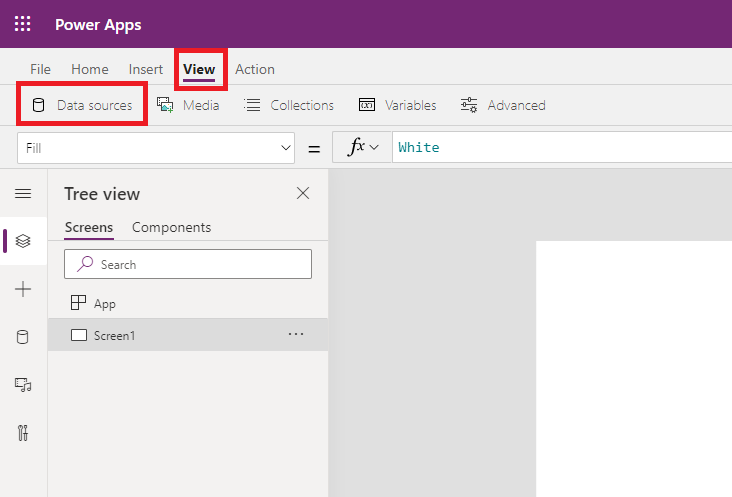 Power Apps
File Home Insert View Action
Data sources Media Collections Variables Advanced
Fill = fx White
Tree view
Screens Components
Search
App
Screen1 ...